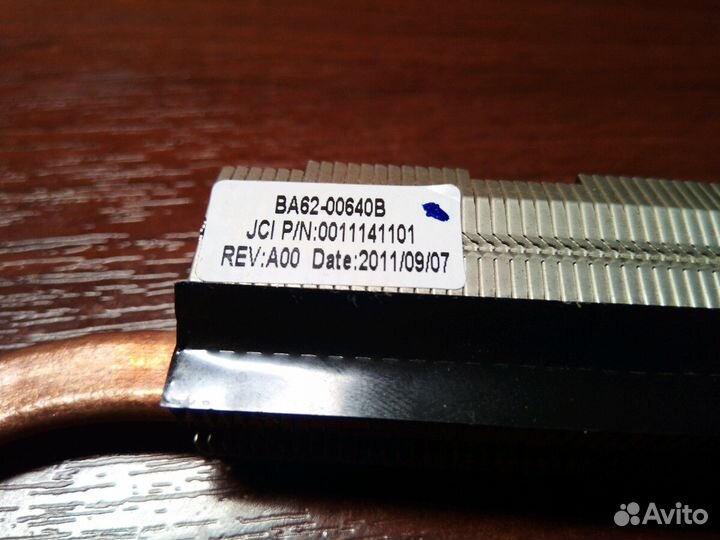 BA62-00640B
JCI P/N:0011141101
REV:A00 Date:2011/09/07
Avito